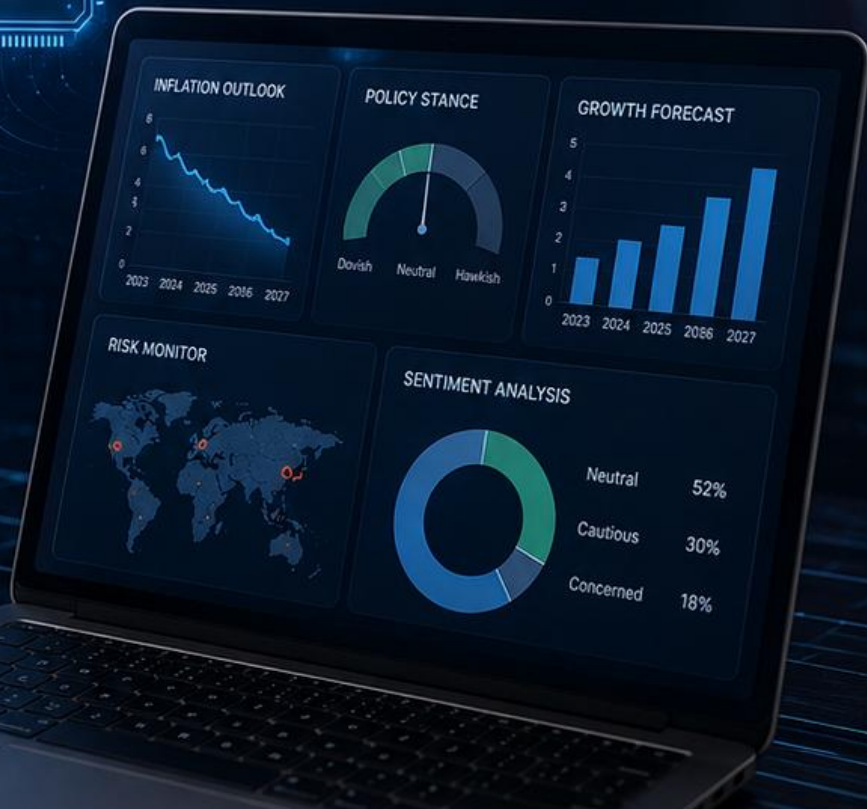 INFLATION OUTLOOK
8
6
4
2
0
2023 2024 2025 2086 2027
POLICY STANCE
Dovish Neutral Hawkish
GROWTH FORECAST
5
4
3
2
1
0
2023 2024 2025 2086 2027
RISK MONITOR
SENTIMENT ANALYSIS
Neutral 52%
Cautious 30%
Concerned 18%